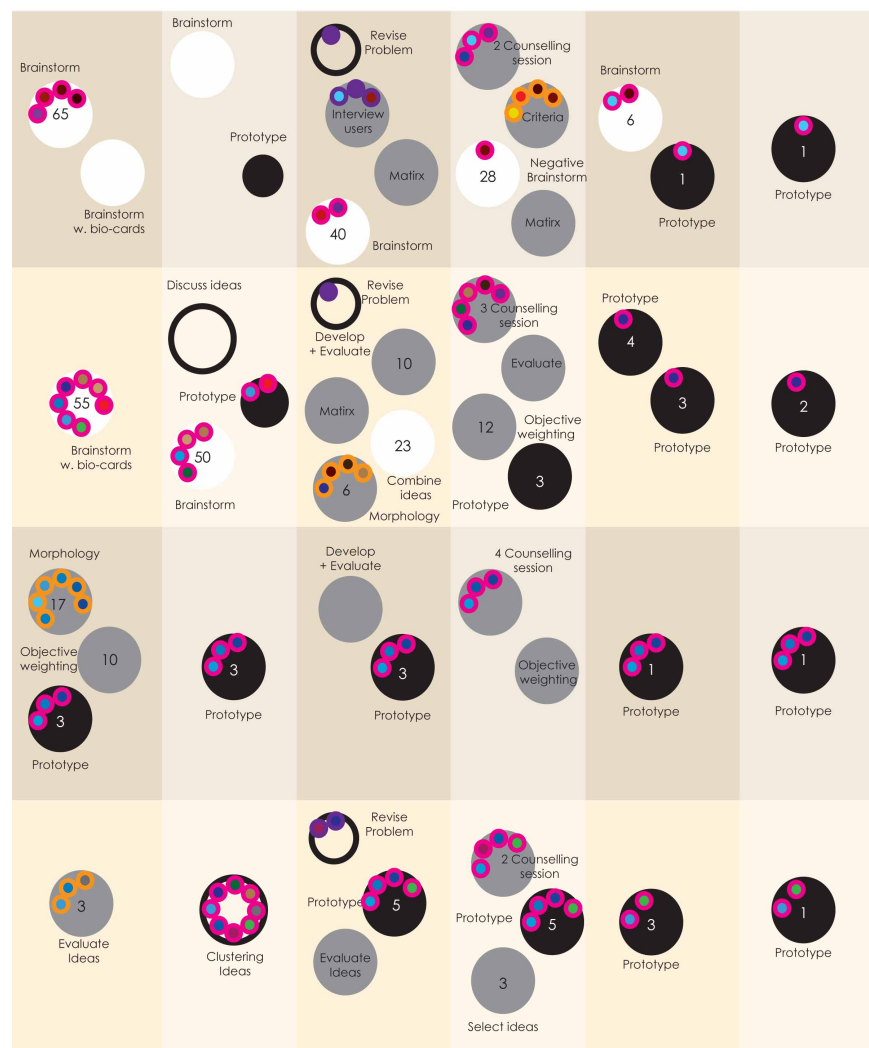 Brainstorm
65
Brainstorm
w. bio-cards
Brainstorm
Prototype
Revise
Problem
Interview
users
Matirx
40
Brainstorm
2 Counselling
session
Criteria
28
Negative
Brainstorm
Matirx
Brainstorm
6
1
Prototype
1
Prototype
55
Brainstorm
w. bio-cards
Discuss ideas
Prototype
50
Brainstorm
Revise
Problem
Develop
+ Evaluate
10
Matirx
23
Combine
ideas
6
Morphology
3 Counselling
session
Evaluate
12
Objective
weighting
3
Prototype
Prototype
4
3
Prototype
2
Prototype
Morphology
17
Objective
weighting
10
3
Prototype
3
Prototype
Develop
+ Evaluate
3
Prototype
4 Counselling
session
Objective
weighting
1
Prototype
1
Prototype
3
Evaluate
Ideas
Clustering
Ideas
Revise
Problem
Prototype
5
Evaluate
Ideas
2 Counselling
session
Prototype
5
3
Select ideas
3
Prototype
1
Prototype